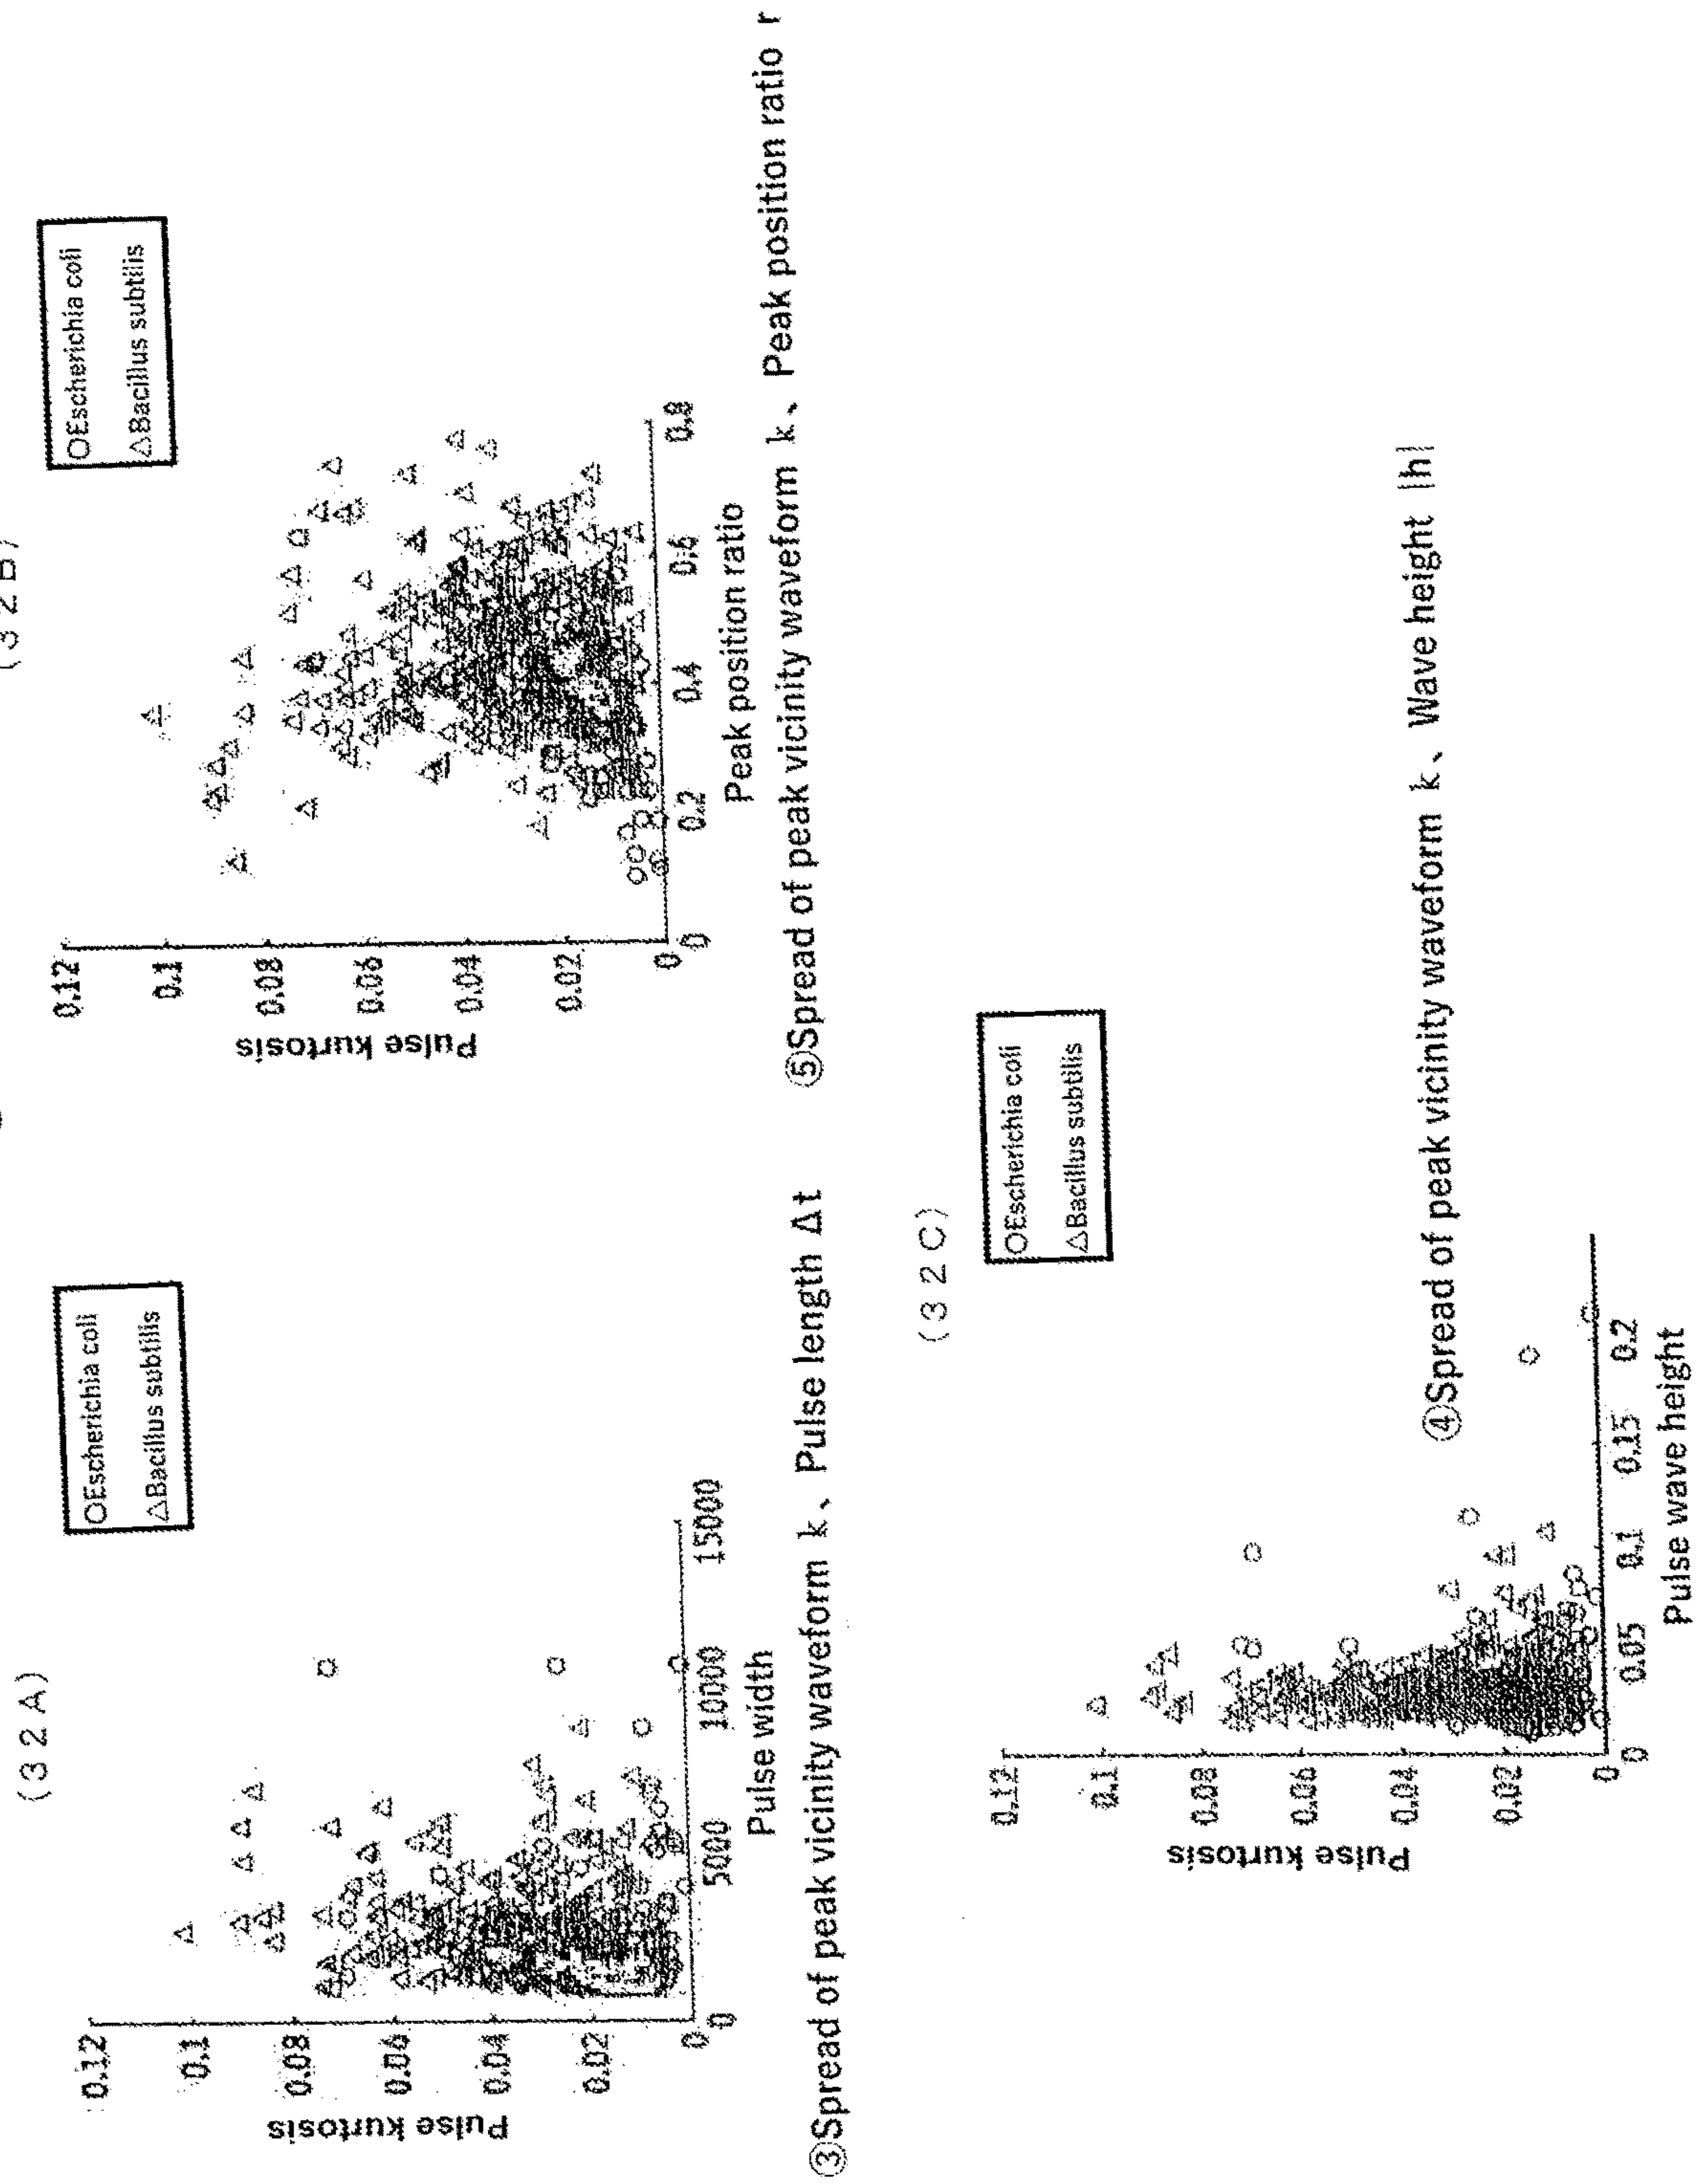 (32A)
OEscherichia coli
△Bacillus subtilis
Pulse kurtosis
0.12
0.1
0.08
0.06
0.04
0.02
0
0
5000
10000
15000
Pulse width
③Spread of peak vicinity waveform k、Pulse length Δt
(32B)
OEscherichia coli
△Bacillus subtilis
Pulse kurtosis
0.12
0.1
0.08
0.06
0.04
0.02
0
0
0.2
0.4
0.6
0.8
Peak position ratio
⑤Spread of peak vicinity waveform k、Peak position ratio r
(32C)
OEscherichia coli
△Bacillus subtilis
Pulse kurtosis
0.12
0.1
0.08
0.06
0.04
0.02
0
0
0.05
0.1
0.15
0.2
Pulse wave height
④Spread of peak vicinity waveform k、Wave height |h|